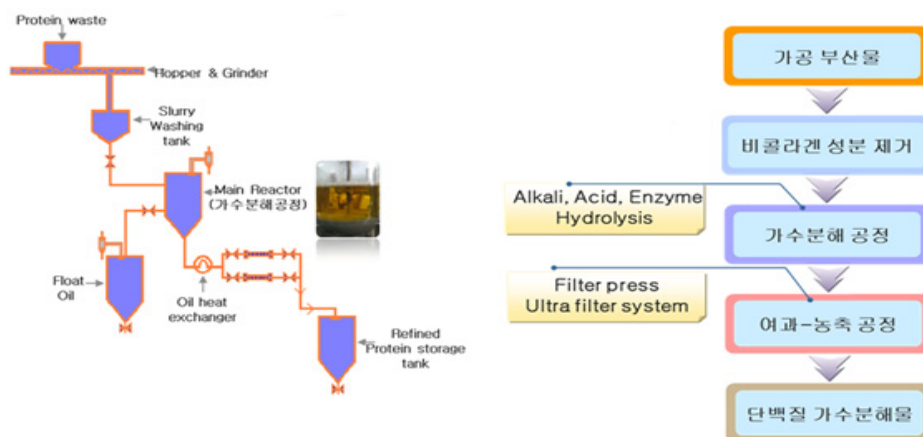 Protein waste
Hopper & Grinder
Slurry
Washing
tank
Main Reactor
(가수분해공정)
Float
Oil
Oil heat
exchanger
Refined
Protein storage
tank
가공 부산물
비콜라겐 성분 제거
Alkali, Acid, Enzyme
Hydrolysis
가수분해 공정
Filter press
Ultra filter system
여과-농축 공정
단백질 가수분해물